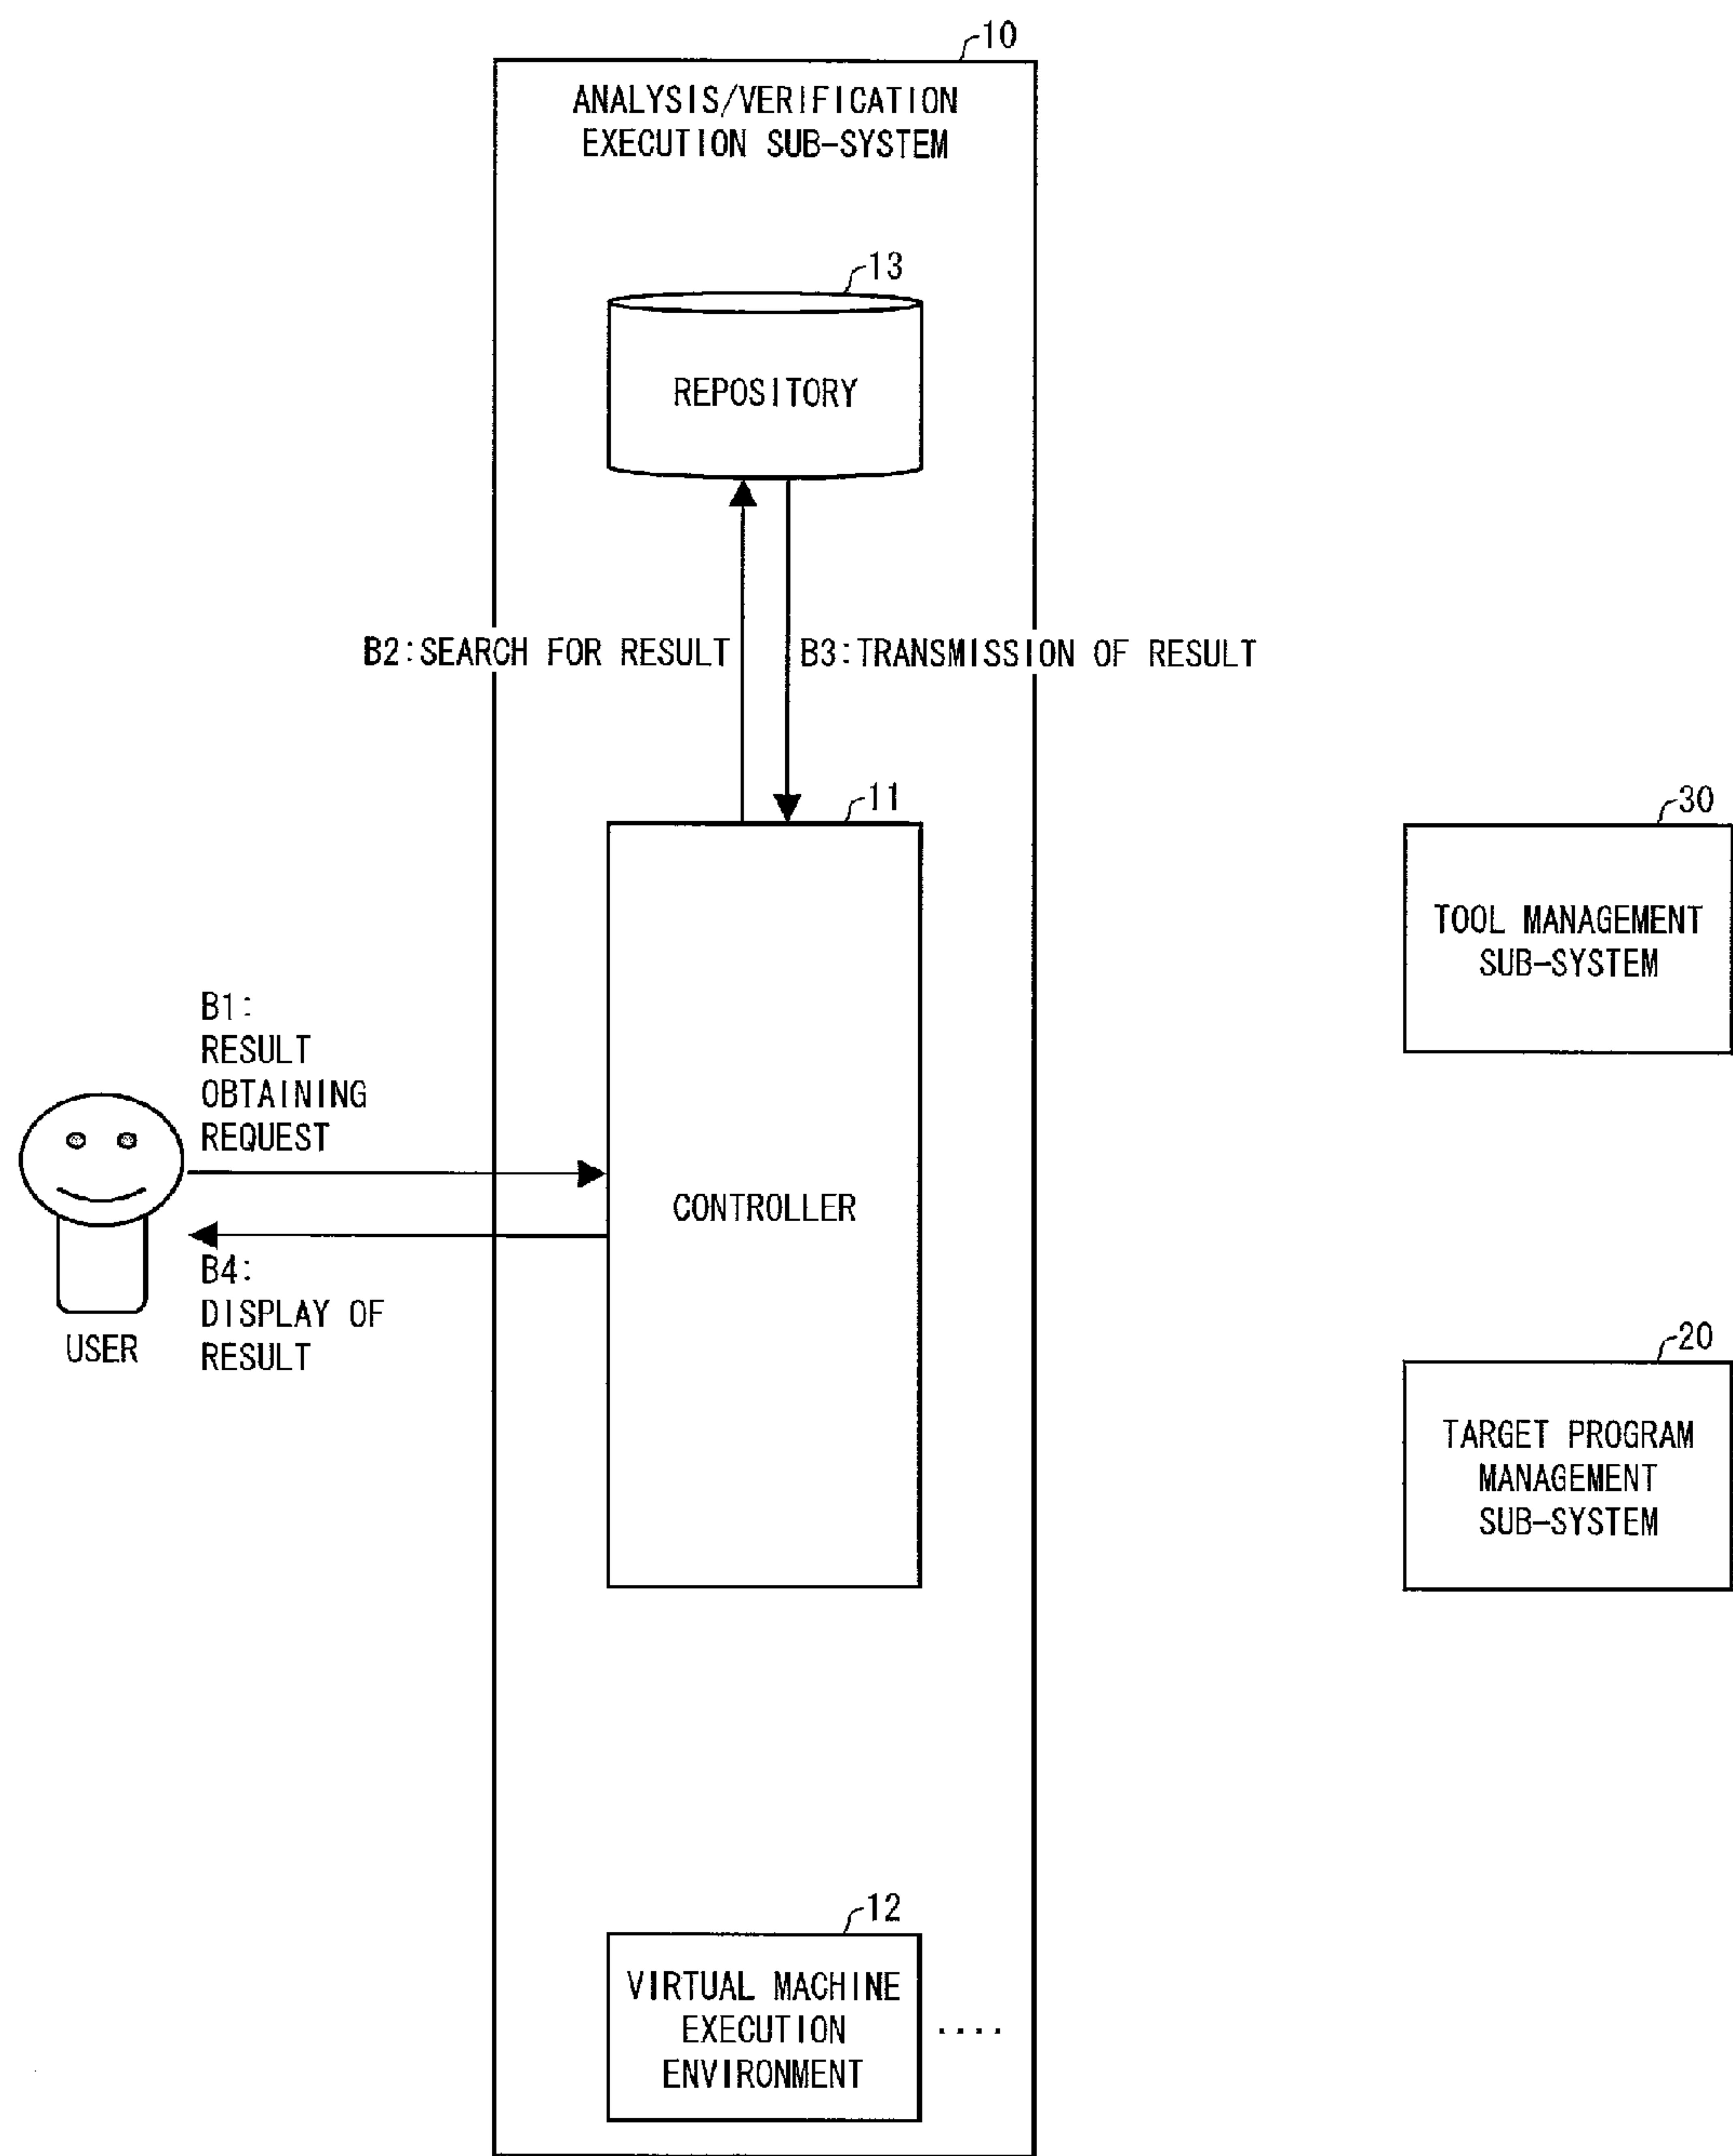 10
ANALYSIS/VERIFICATION
EXECUTION SUB-SYSTEM
13
REPOSITORY
B2:SEARCH FOR RESULT
B3:TRANSMISSION OF RESULT
11
30
TOOL MANAGEMENT
SUB-SYSTEM
B1:
RESULT
OBTAINING
REQUEST
CONTROLLER
B4:
DISPLAY OF
RESULT
USER
20
TARGET PROGRAM
MANAGEMENT
SUB-SYSTEM
12
VIRTUAL MACHINE
EXECUTION
ENVIRONMENT
....